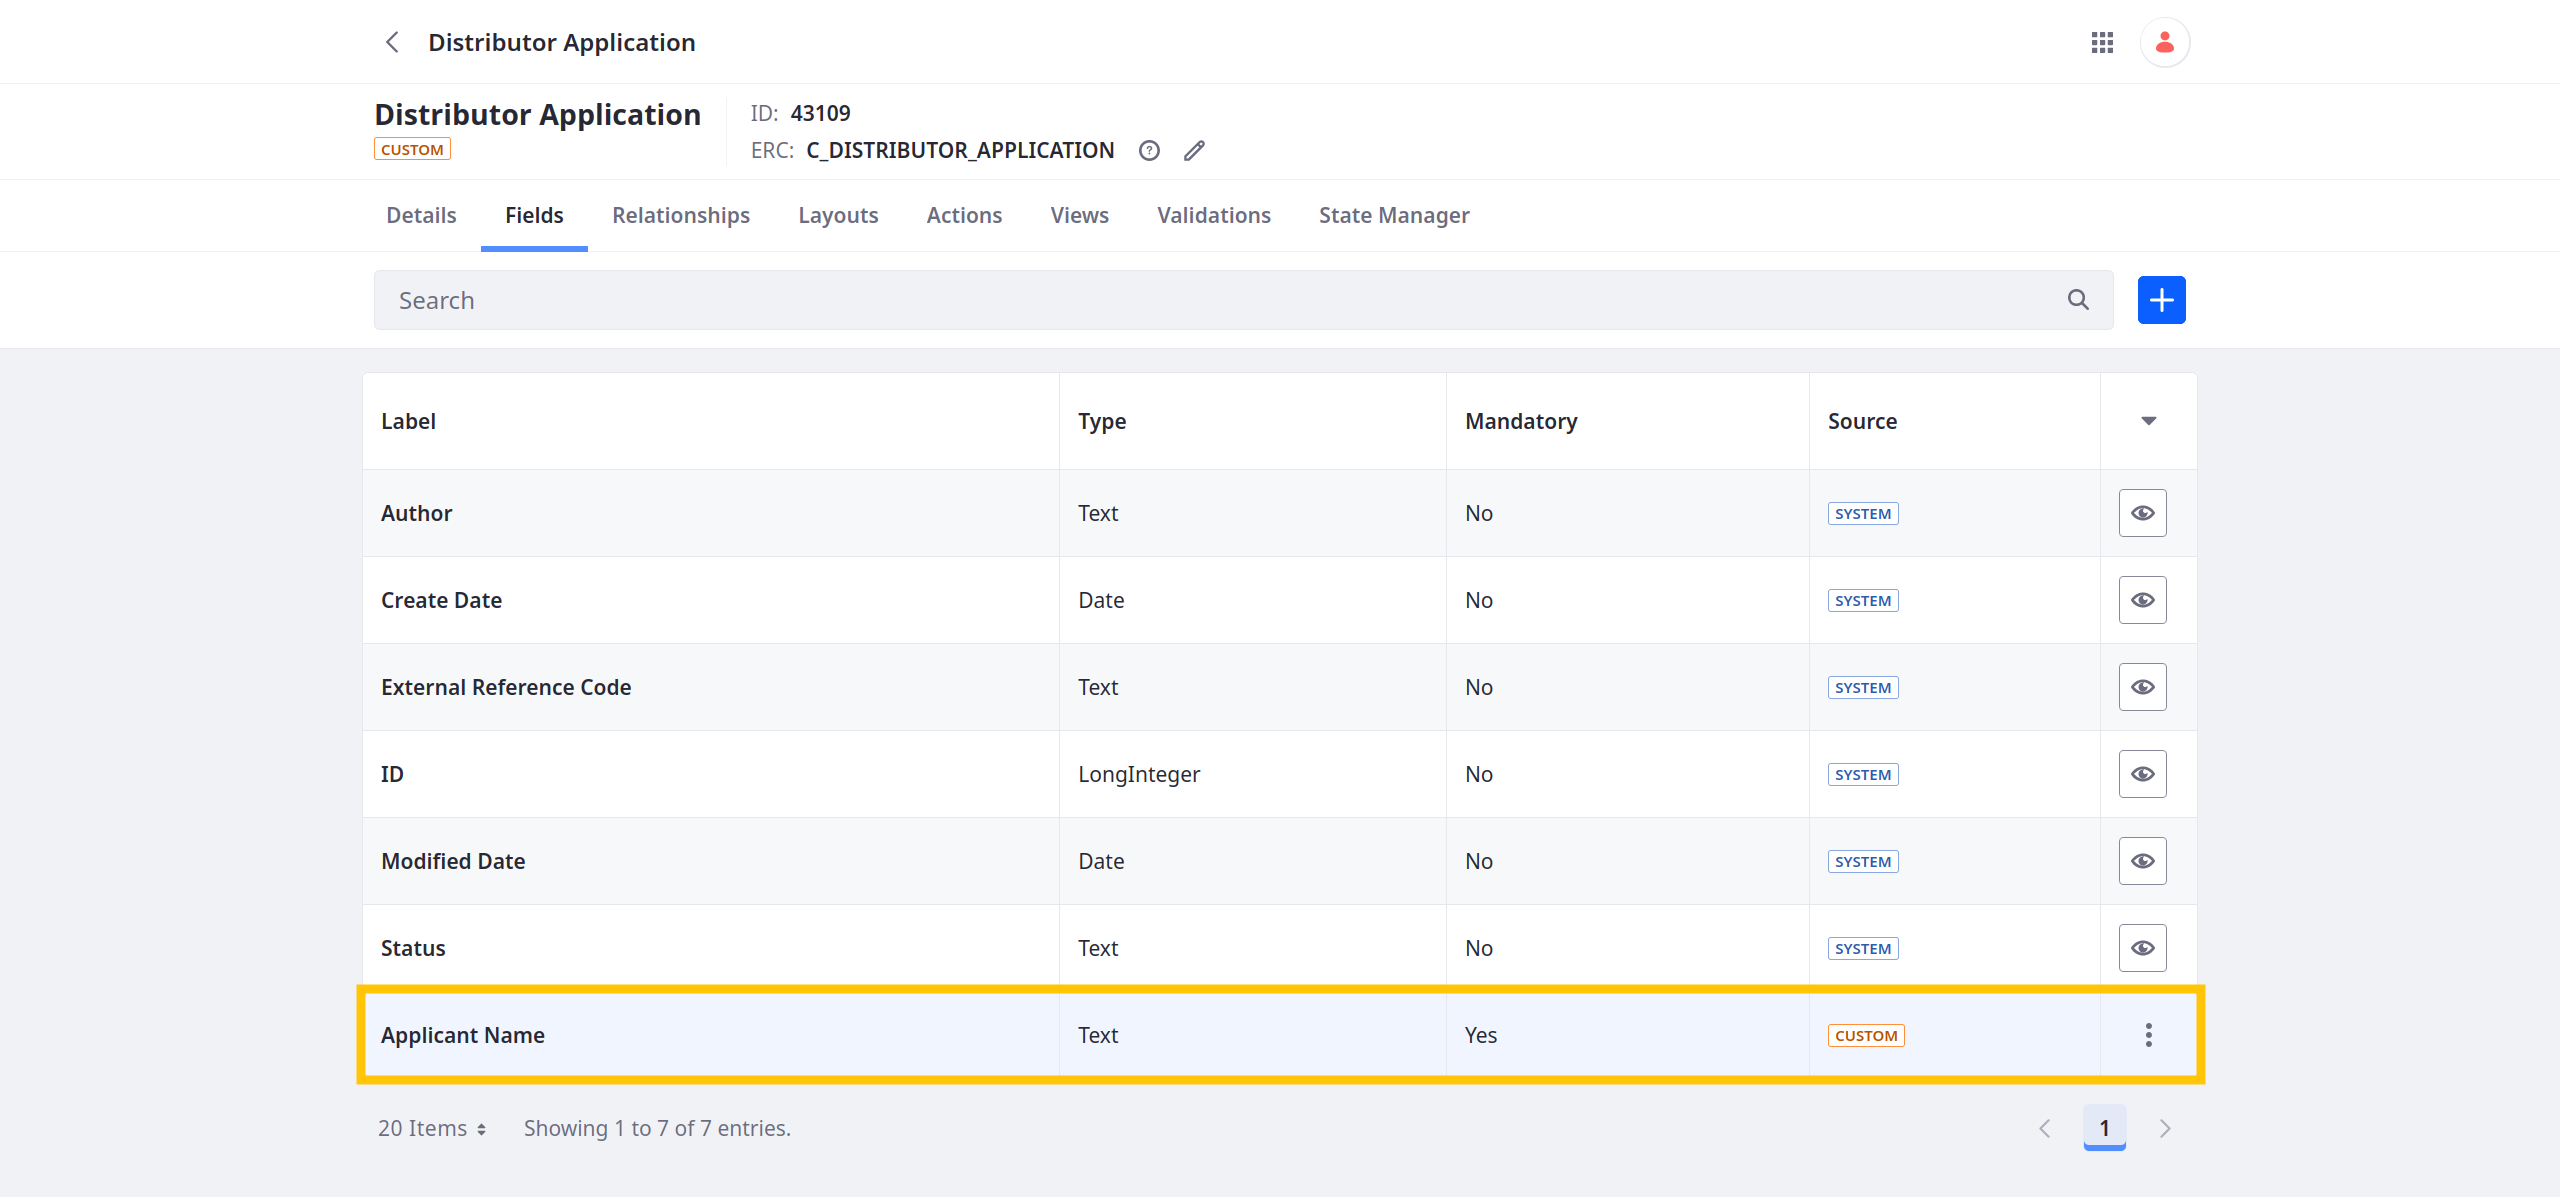 Distributor Application
Distributor Application
CUSTOM
ID: 43109
ERC: C_DISTRIBUTOR_APPLICATION
Details Fields Relationships Layouts Actions Views Validations State Manager
Search
Label Type Mandatory Source
Author Text No SYSTEM
Create Date Date No SYSTEM
External Reference Code Text No SYSTEM
ID LongInteger No SYSTEM
Modified Date Date No SYSTEM
Status Text No SYSTEM
Applicant Name Text Yes CUSTOM
20 Items Showing 1 to 7 of 7 entries. 1